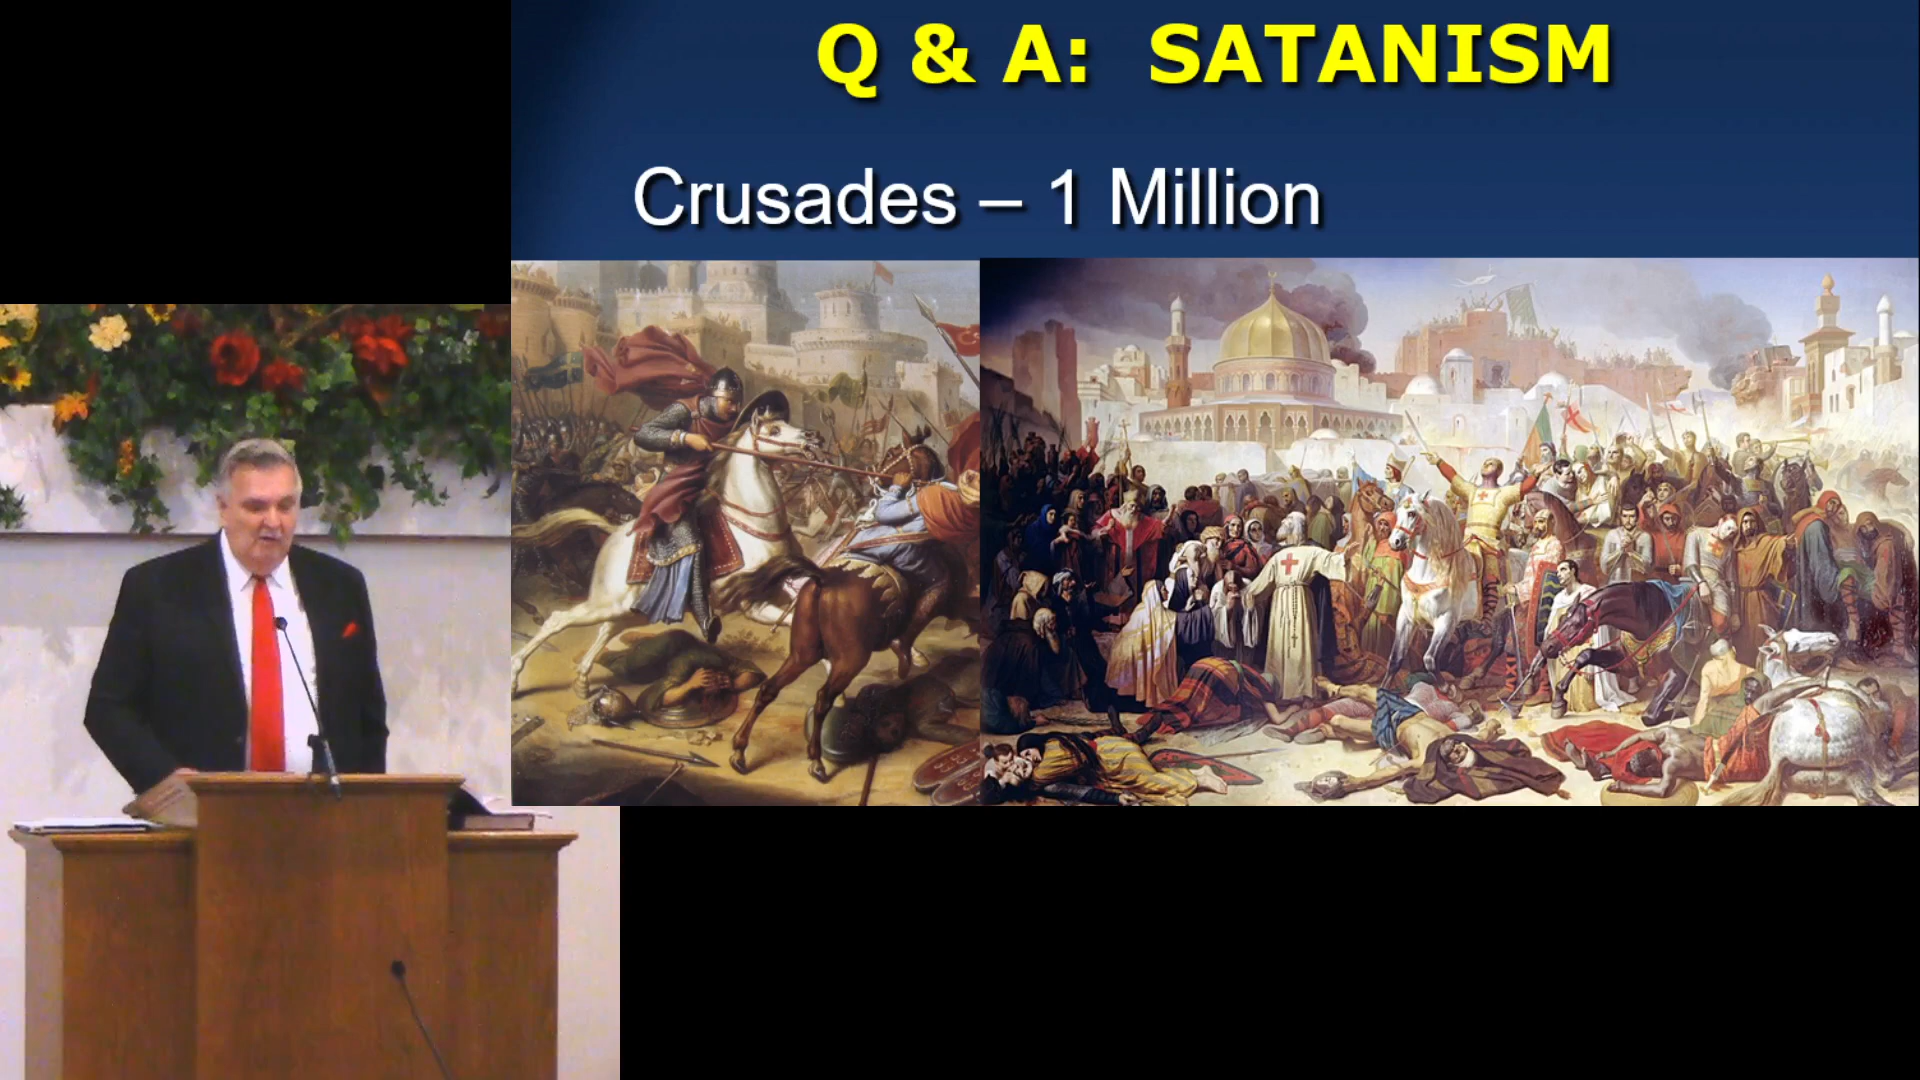 Q & A: SATANISM
Crusades – 1 Million